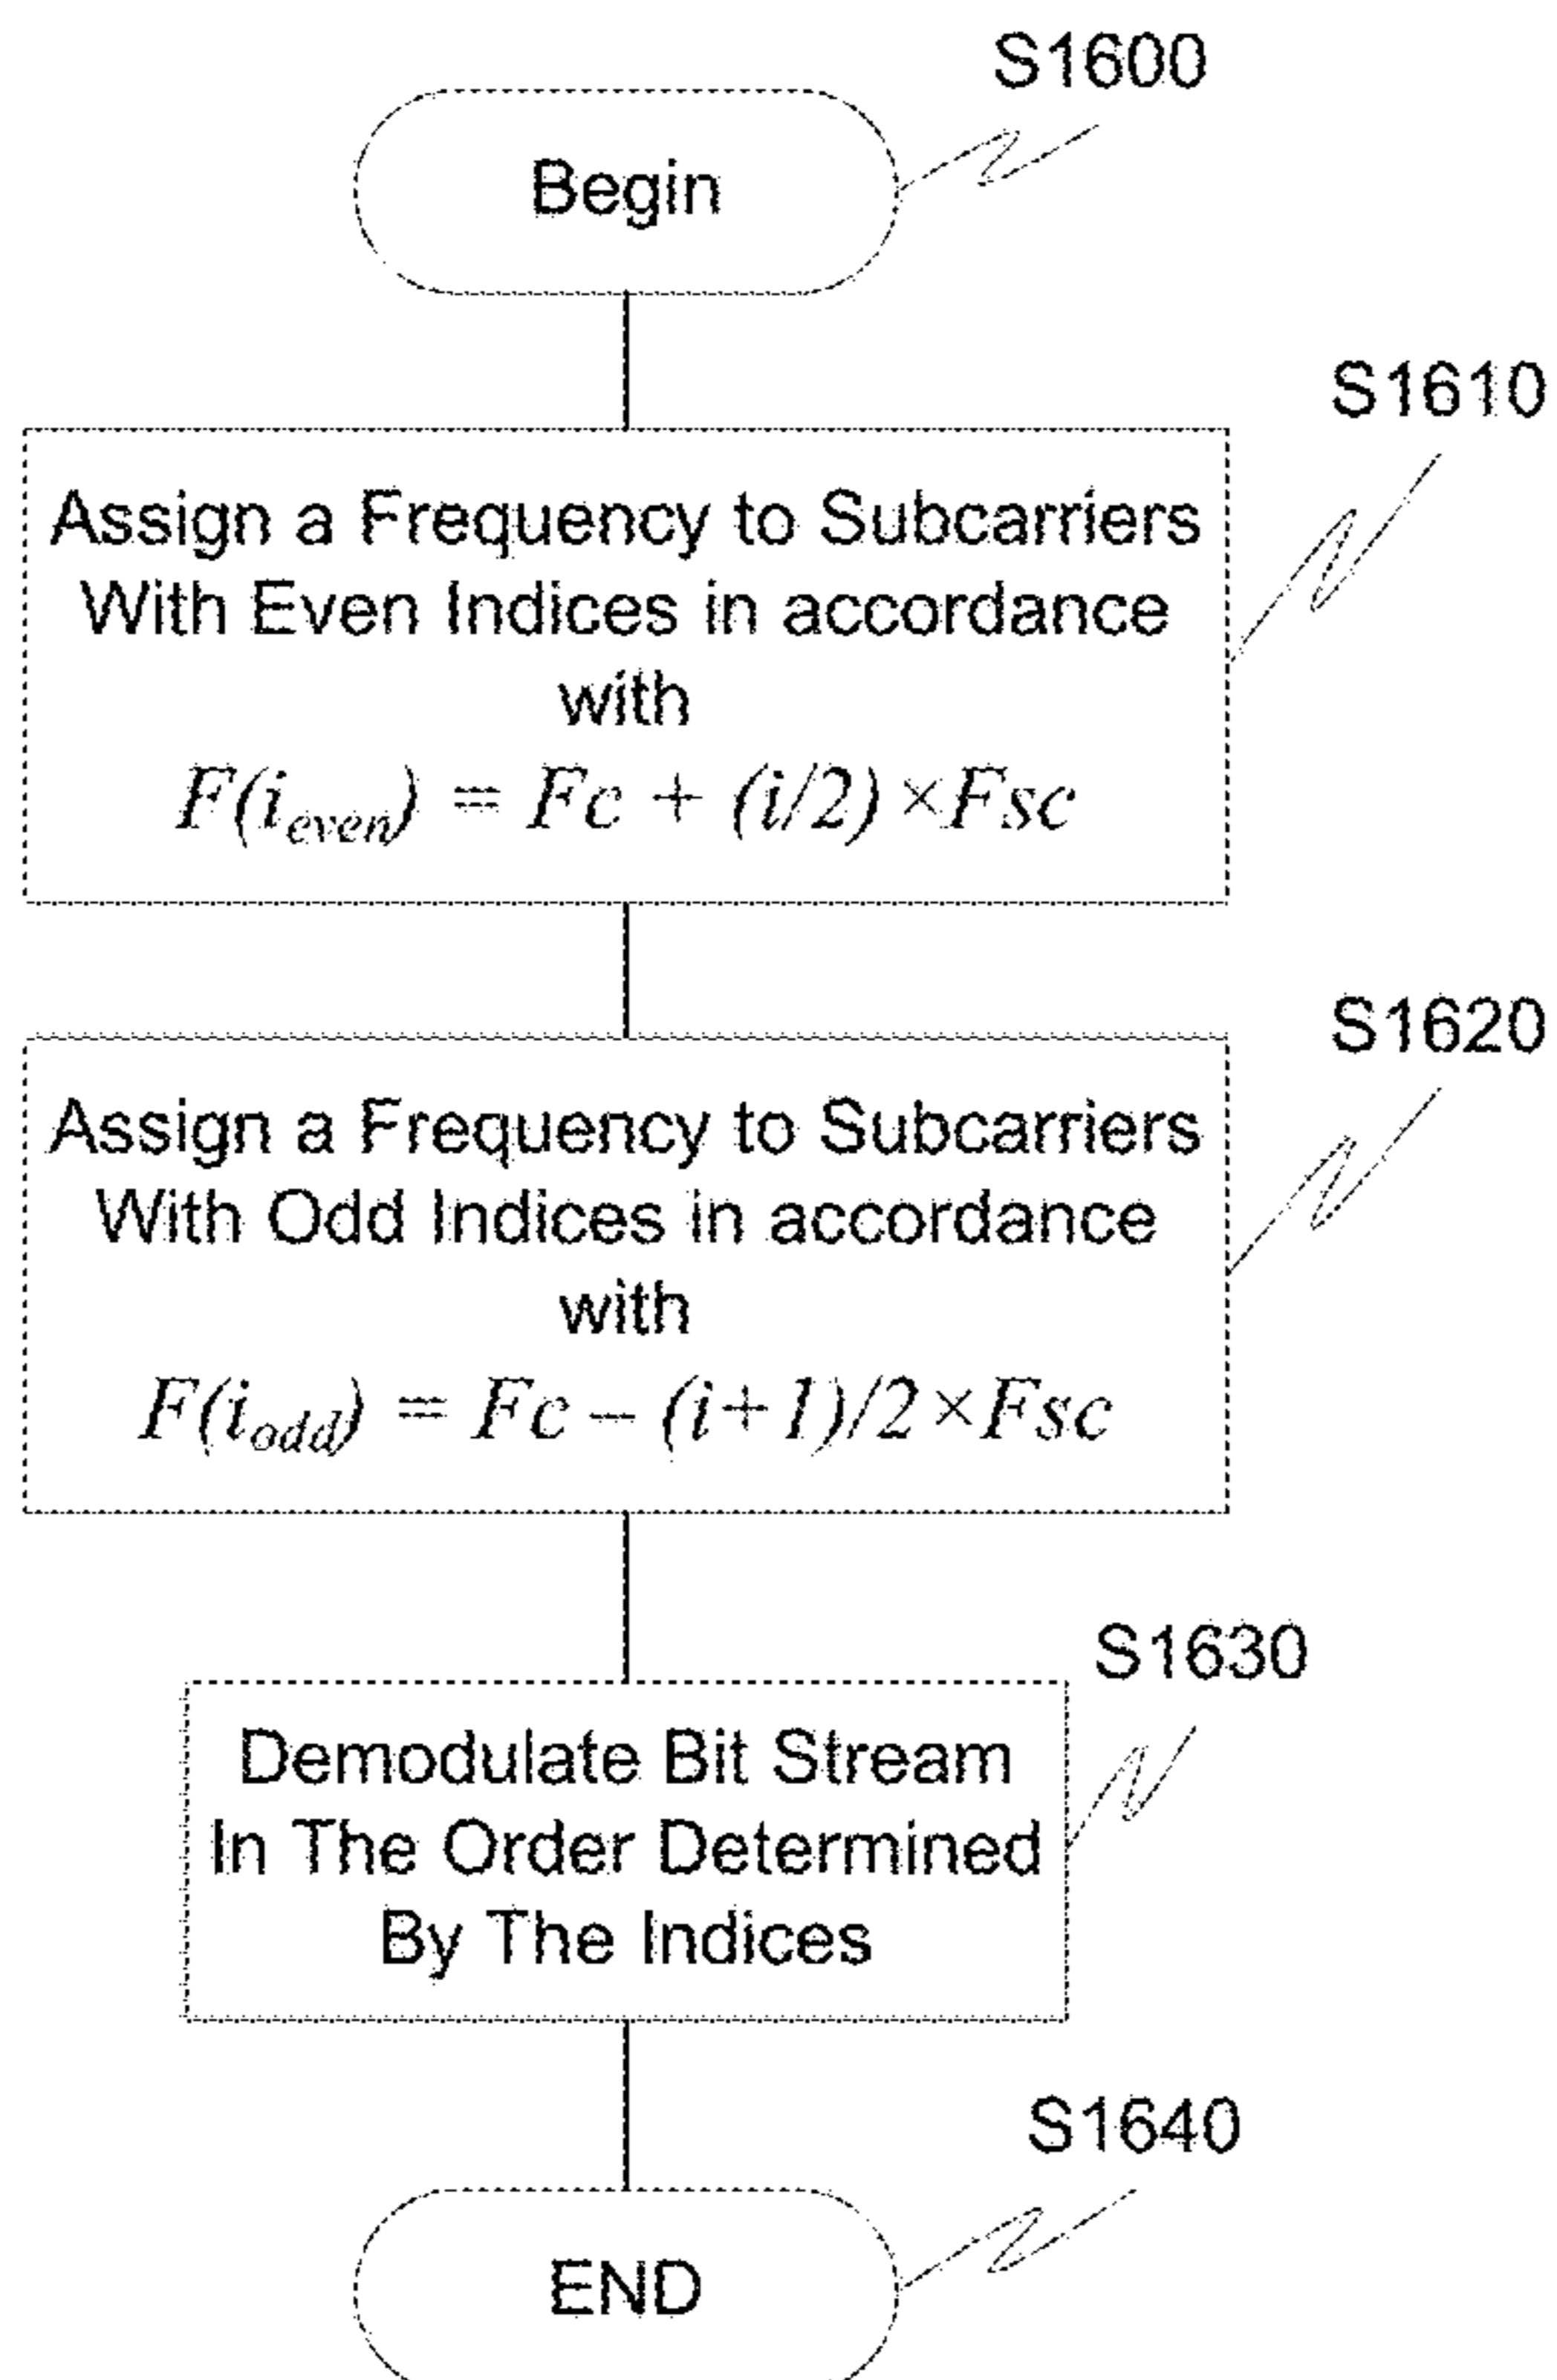 S1600
Begin
S1610
Assign a Frequency to Subcarriers
With Even Indices in accordance
with
F(i_even) = Fc + (i/2) ×Fsc
S1620
Assign a Frequency to Subcarriers
With Odd Indices in accordance
with
F(i_odd) = Fc – (i+1)/2 ×Fsc
S1630
Demodulate Bit Stream
In The Order Determined
By The Indices
S1640
END